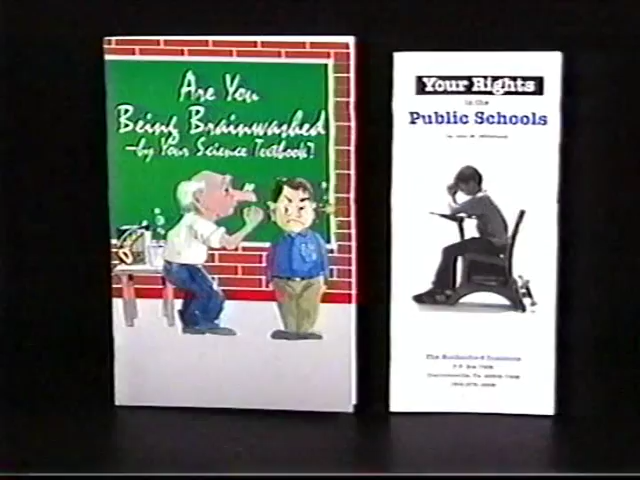 Are You
Being Brainwashed
-by Your Science Textbook?
Your Rights
in the
Public Schools
The Rutherford Institute